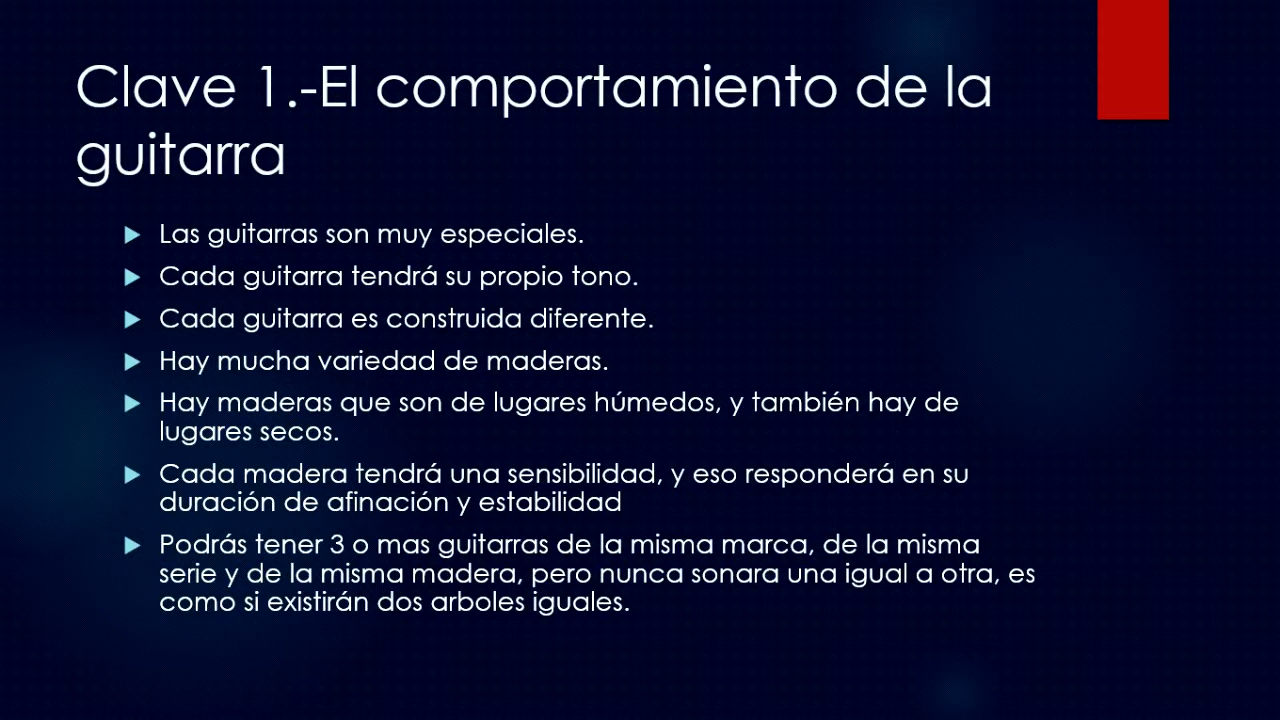 Clave 1.-El comportamiento de la
guitarra
Las guitarras son muy especiales.
Cada guitarra tendrá su propio tono.
Cada guitarra es construida diferente.
Hay mucha variedad de maderas.
Hay maderas que son de lugares húmedos, y también hay de
lugares secos.
Cada madera tendrá una sensibilidad, y eso responderá en su
duración de afinación y estabilidad
Podrás tener 3 o mas guitarras de la misma marca, de la misma
serie y de la misma madera, pero nunca sonara una igual a otra, es
como si existirán dos arboles iguales.